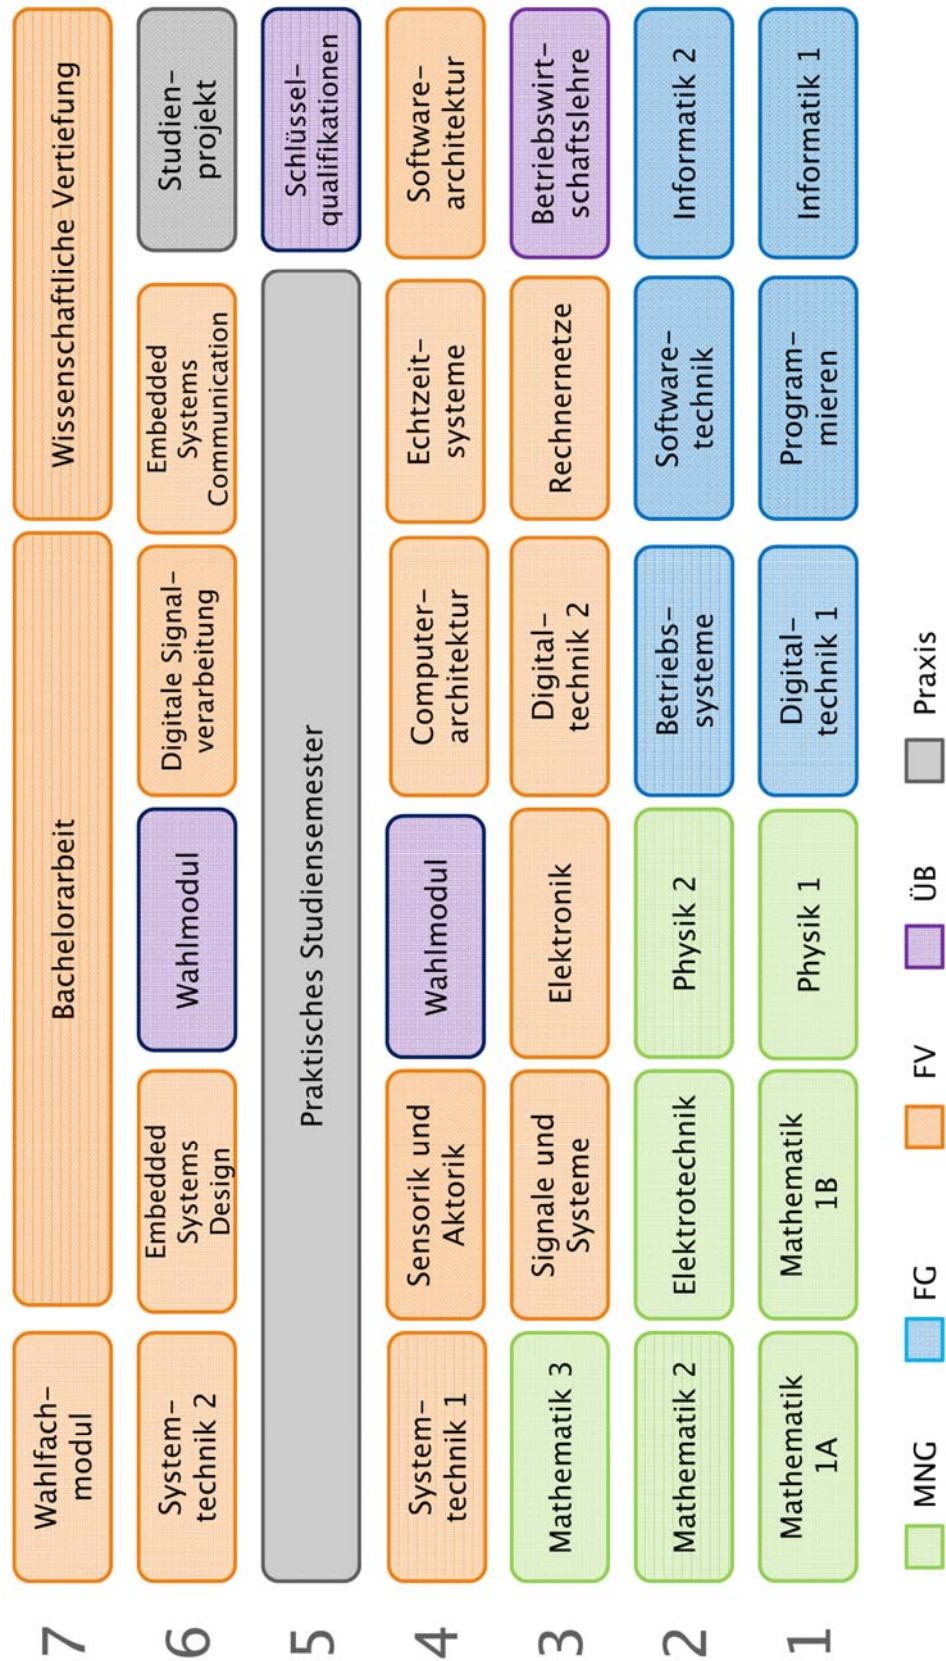 7
Wahlfach-
modul
Bachelorarbeit
Wissenschaftliche Vertiefung
6
System-
technik 2
Embedded
Systems
Design
Wahlmodul
Digitale Signal-
verarbeitung
Embedded
Systems
Communication
Studien-
projekt
5
Praktisches Studiensemester
Schlüssel-
qualifikationen
4
System-
technik 1
Sensorik und
Aktorik
Wahlmodul
Computer-
architektur
Echtzeit-
systeme
Software-
architektur
3
Mathematik 3
Signale und
Systeme
Elektronik
Digital-
technik 2
Rechnernetze
Betriebswirt-
schaftslehre
2
Mathematik 2
Elektrotechnik
Physik 2
Betriebs-
systeme
Software-
technik
Informatik 2
1
Mathematik
1A
Mathematik
1B
Physik 1
Digital-
technik 1
Program-
mieren
Informatik 1
MNG
FG
FV
ÜB
Praxis